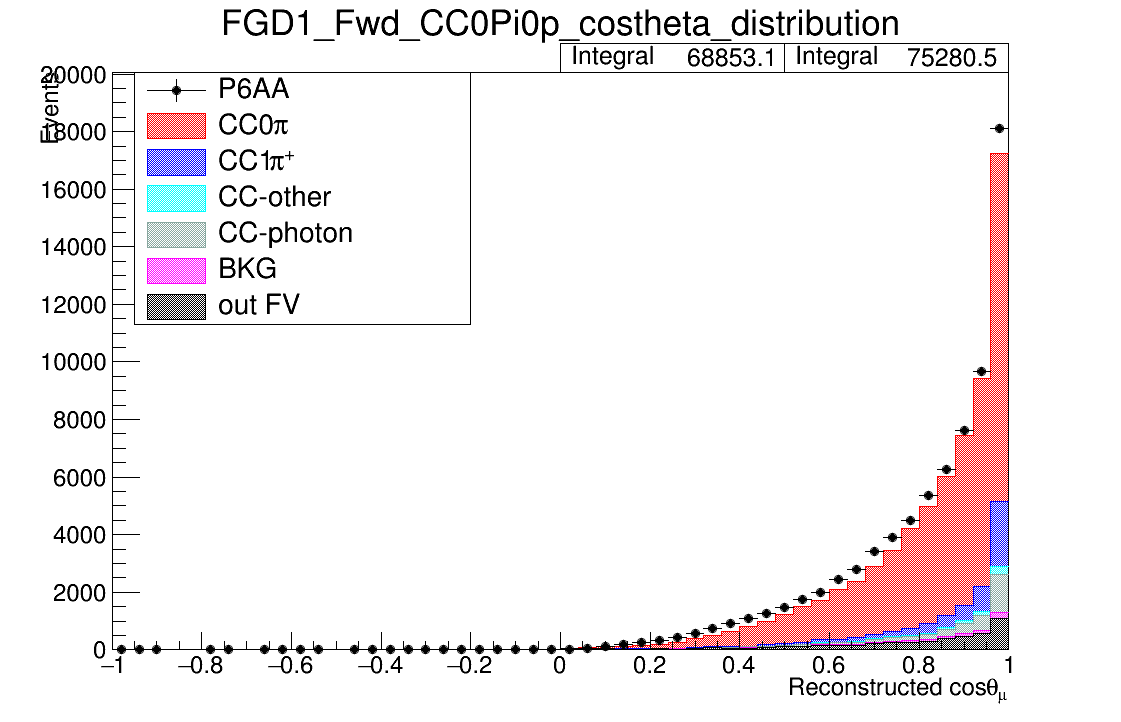 FGD1_Fwd_CC0Pi0p_costheta_distribution
Integral 68853.1 Integral 75280.5
Events
20000
18000
16000
14000
12000
10000
8000
6000
4000
2000
0
P6AA
CC0π
CC1π⁺
CC-other
CC-photon
BKG
out FV
−1 −0.8 −0.6 −0.4 −0.2 0 0.2 0.4 0.6 0.8 1
Reconstructed cosθμ